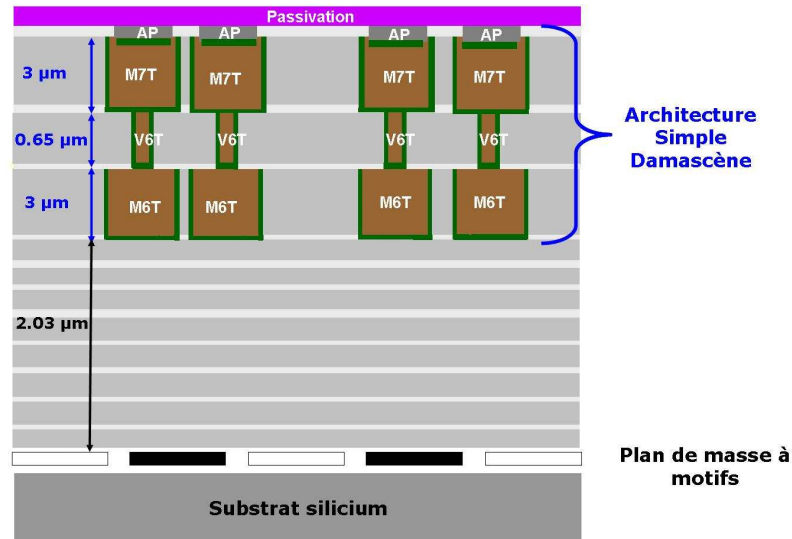 Passivation
AP AP AP AP
3 µm
M7T M7T M7T M7T
0.65 µm
V6T V6T V6T V6T
Architecture
Simple
Damascène
3 µm
M6T M6T M6T M6T
2.03 µm
Plan de masse à
motifs
Substrat silicium